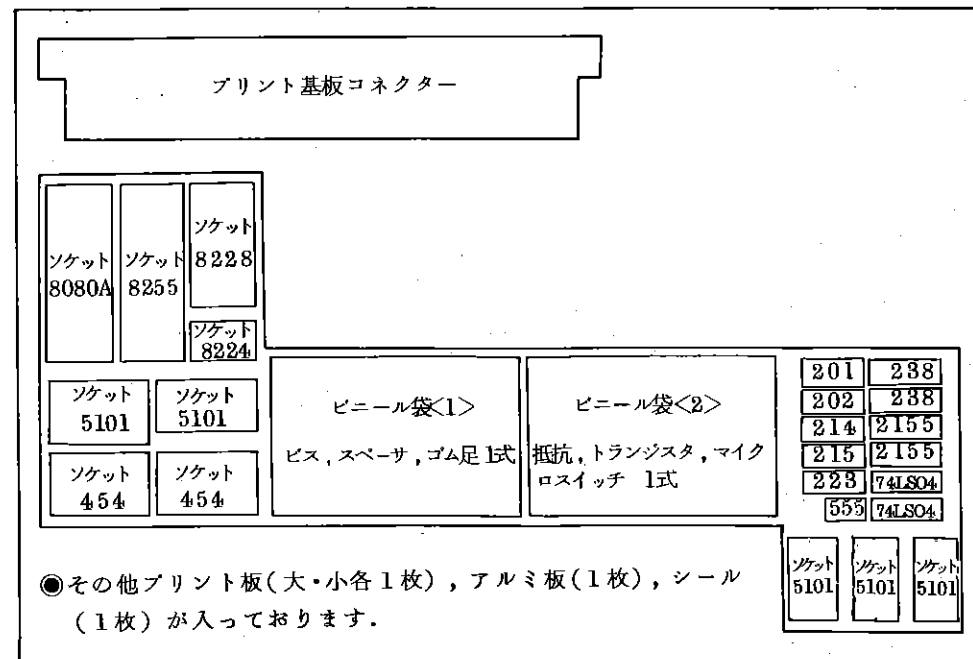 プリント基板コネクター
ソケット
8080A
ソケット
8255
ソケット
8228
ソケット
8224
ソケット
5101
ソケット
5101
ソケット
454
ソケット
454
ビニール袋<1>
ビス,スペーサ,ゴム足1式
ビニール袋<2>
抵抗,トランジスタ,マイク
ロスイッチ 1式
201
238
202
238
214
2155
215
2155
223
74LS04
555
74LS04
ソケット
5101
ソケット
5101
ソケット
5101
◉その他プリント板(大・小各1枚),アルミ板(1枚),シール
(1枚)が入っております.